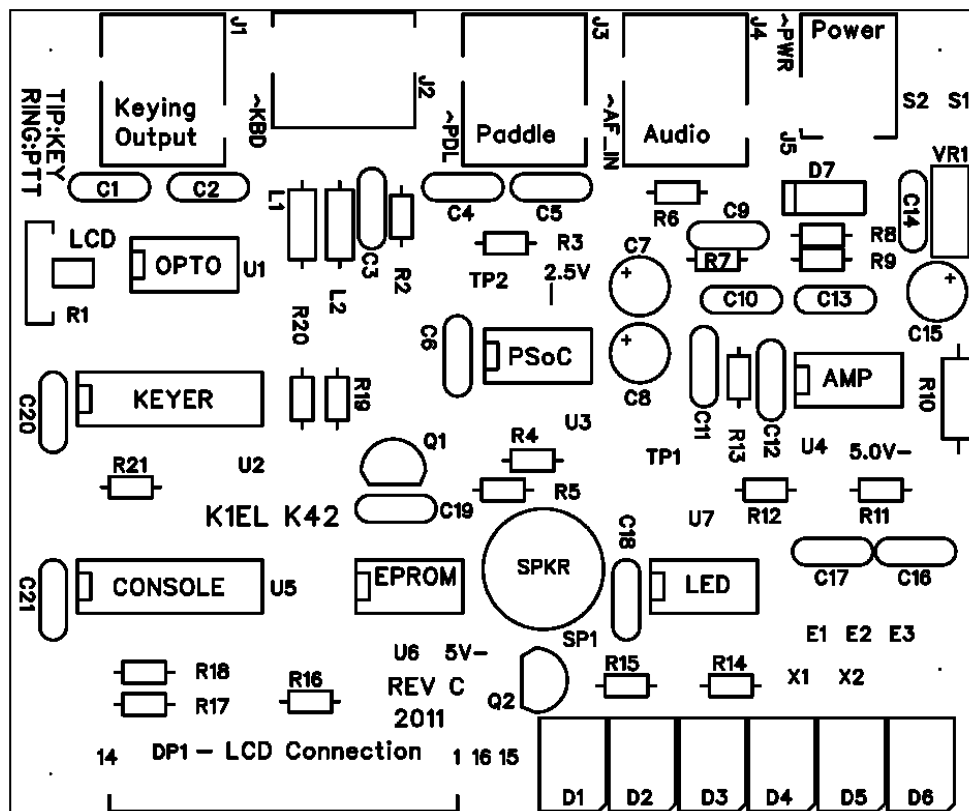 J1
J2
J3
J4
~PWR
Power
TIP:KEY
RING:PTT
Keying
Output
~KBD
~PDL
Paddle
~AF_IN
Audio
J5
S2
S1
VR1
C1
C2
L1
C3
R2
C4
C5
R6
C9
D7
C14
LCD
R1
OPTO
U1
R20
L2
R3
TP2
2.5V
C7
R7
R8
R9
C10
C13
C15
C20
KEYER
U2
R19
C6
PSoC
U3
C8
C11
R13
C12
AMP
U4
R10
R21
Q1
R4
R5
TP1
5.0V-
R12
R11
K1EL K42
C19
C21
CONSOLE
U5
EPROM
U6
SPKR
SP1
C18
U7
LED
C17
C16
E1
E2
E3
5V-
R18
R17
R16
REV C
2011
Q2
R15
R14
X1
X2
14
DP1 – LCD Connection
1
16
15
D1
D2
D3
D4
D5
D6